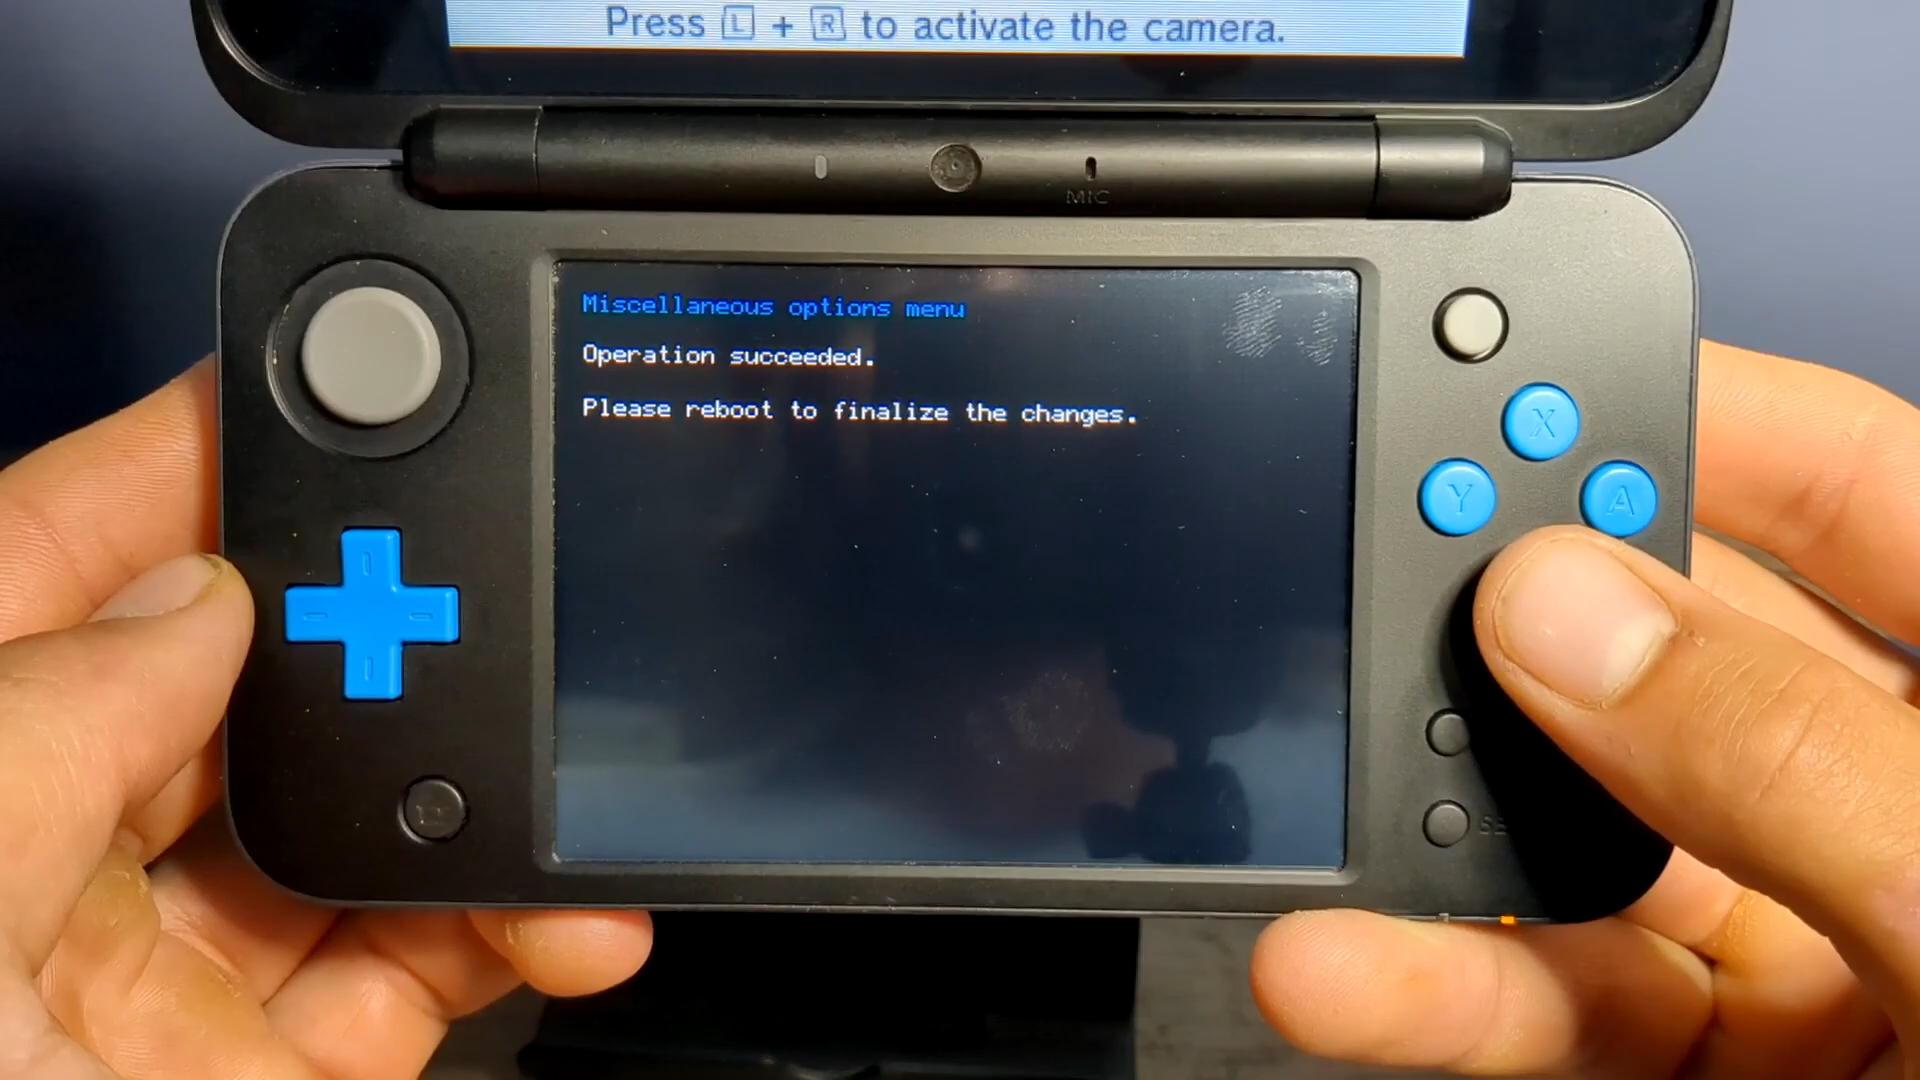 Press L + R to activate the camera.
MIC
Miscellaneous options menu
Operation succeeded.
Please reboot to finalize the changes.
X
Y
A